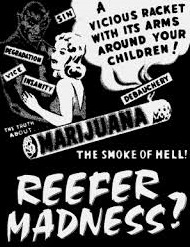 SIN
A
VICIOUS RACKET
WITH ITS ARMS
AROUND YOUR
CHILDREN!
DEGRADATION
VICE
INSANITY
DEBAUCHERY
THE TRUTH
ABOUT
MARIJUANA
THE SMOKE OF HELL!
REEFER
MADNESS?